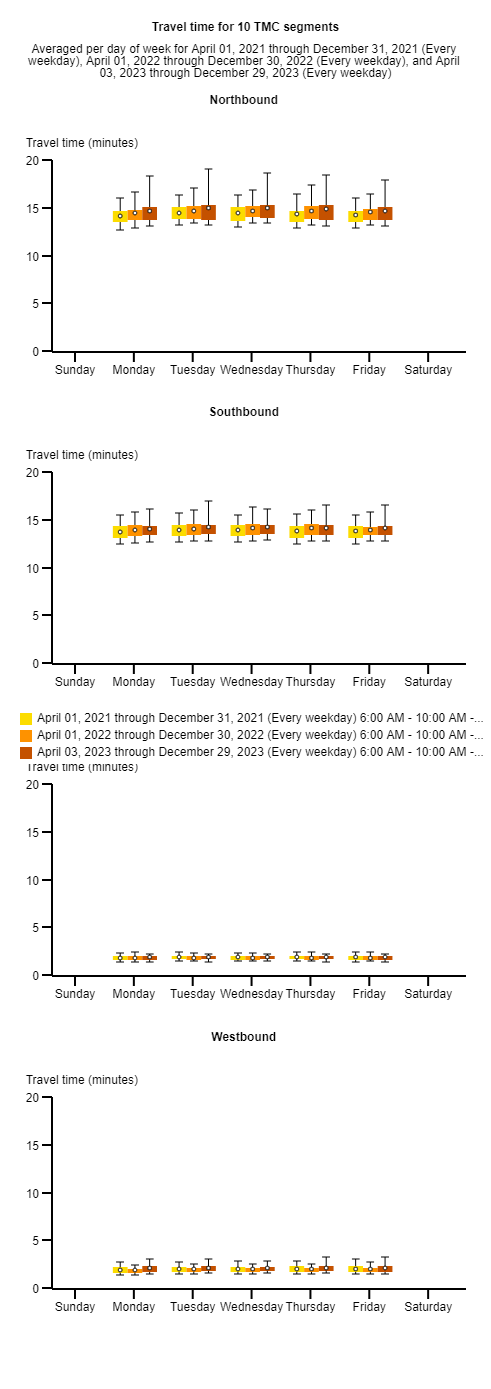 Travel time for 10 TMC segments
Averaged per day of week for April 01, 2021 through December 31, 2021 (Every
weekday), April 01, 2022 through December 30, 2022 (Every weekday), and April
03, 2023 through December 29, 2023 (Every weekday)
Northbound
Travel time (minutes)
20
15
10
5
0
Sunday Monday Tuesday Wednesday Thursday Friday Saturday
Southbound
Travel time (minutes)
20
15
10
5
0
Sunday Monday Tuesday Wednesday Thursday Friday Saturday
April 01, 2021 through December 31, 2021 (Every weekday) 6:00 AM - 10:00 AM -...
April 01, 2022 through December 30, 2022 (Every weekday) 6:00 AM - 10:00 AM -...
April 03, 2023 through December 29, 2023 (Every weekday) 6:00 AM - 10:00 AM -...
Travel time (minutes)
20
15
10
5
0
Sunday Monday Tuesday Wednesday Thursday Friday Saturday
Westbound
Travel time (minutes)
20
15
10
5
0
Sunday Monday Tuesday Wednesday Thursday Friday Saturday